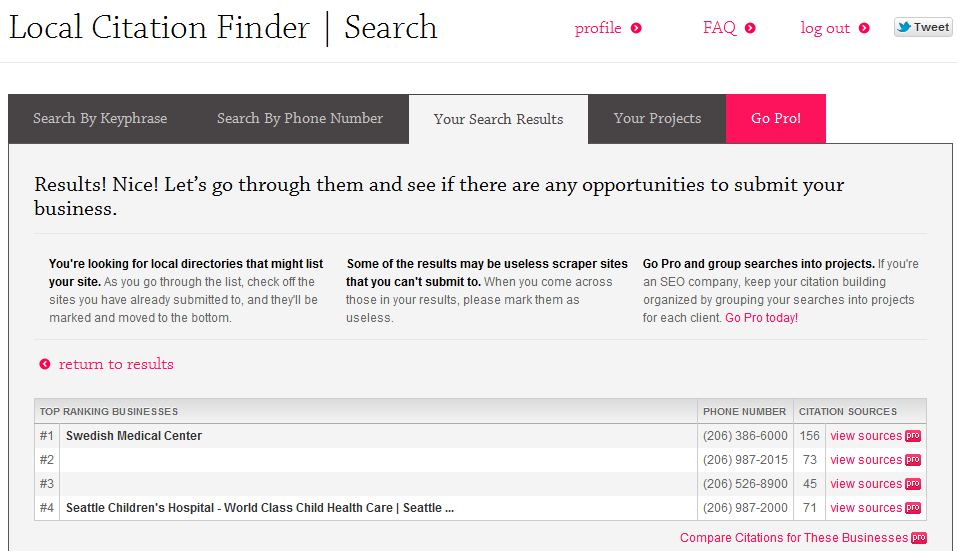 Local Citation Finder | Search
profile FAQ log out Tweet
Search By Keyphrase Search By Phone Number Your Search Results Your Projects Go Pro!
Results! Nice! Let's go through them and see if there are any opportunities to submit your
business.
You're looking for local directories that might list
your site. As you go through the list, check off the
sites you have already submitted to, and they'll be
marked and moved to the bottom.
Some of the results may be useless scraper sites
that you can't submit to. When you come across
those in your results, please mark them as
useless.
Go Pro and group searches into projects. If you're
an SEO company, keep your citation building
organized by grouping your searches into projects
for each client. Go Pro today!
return to results
TOP RANKING BUSINESSES PHONE NUMBER CITATION SOURCES
#1 Swedish Medical Center (206) 386-6000 156 view sources pro
#2 (206) 987-2015 73 view sources pro
#3 (206) 526-8900 45 view sources pro
#4 Seattle Children's Hospital - World Class Child Health Care | Seattle ... (206) 987-2000 71 view sources pro
Compare Citations for These Businesses pro